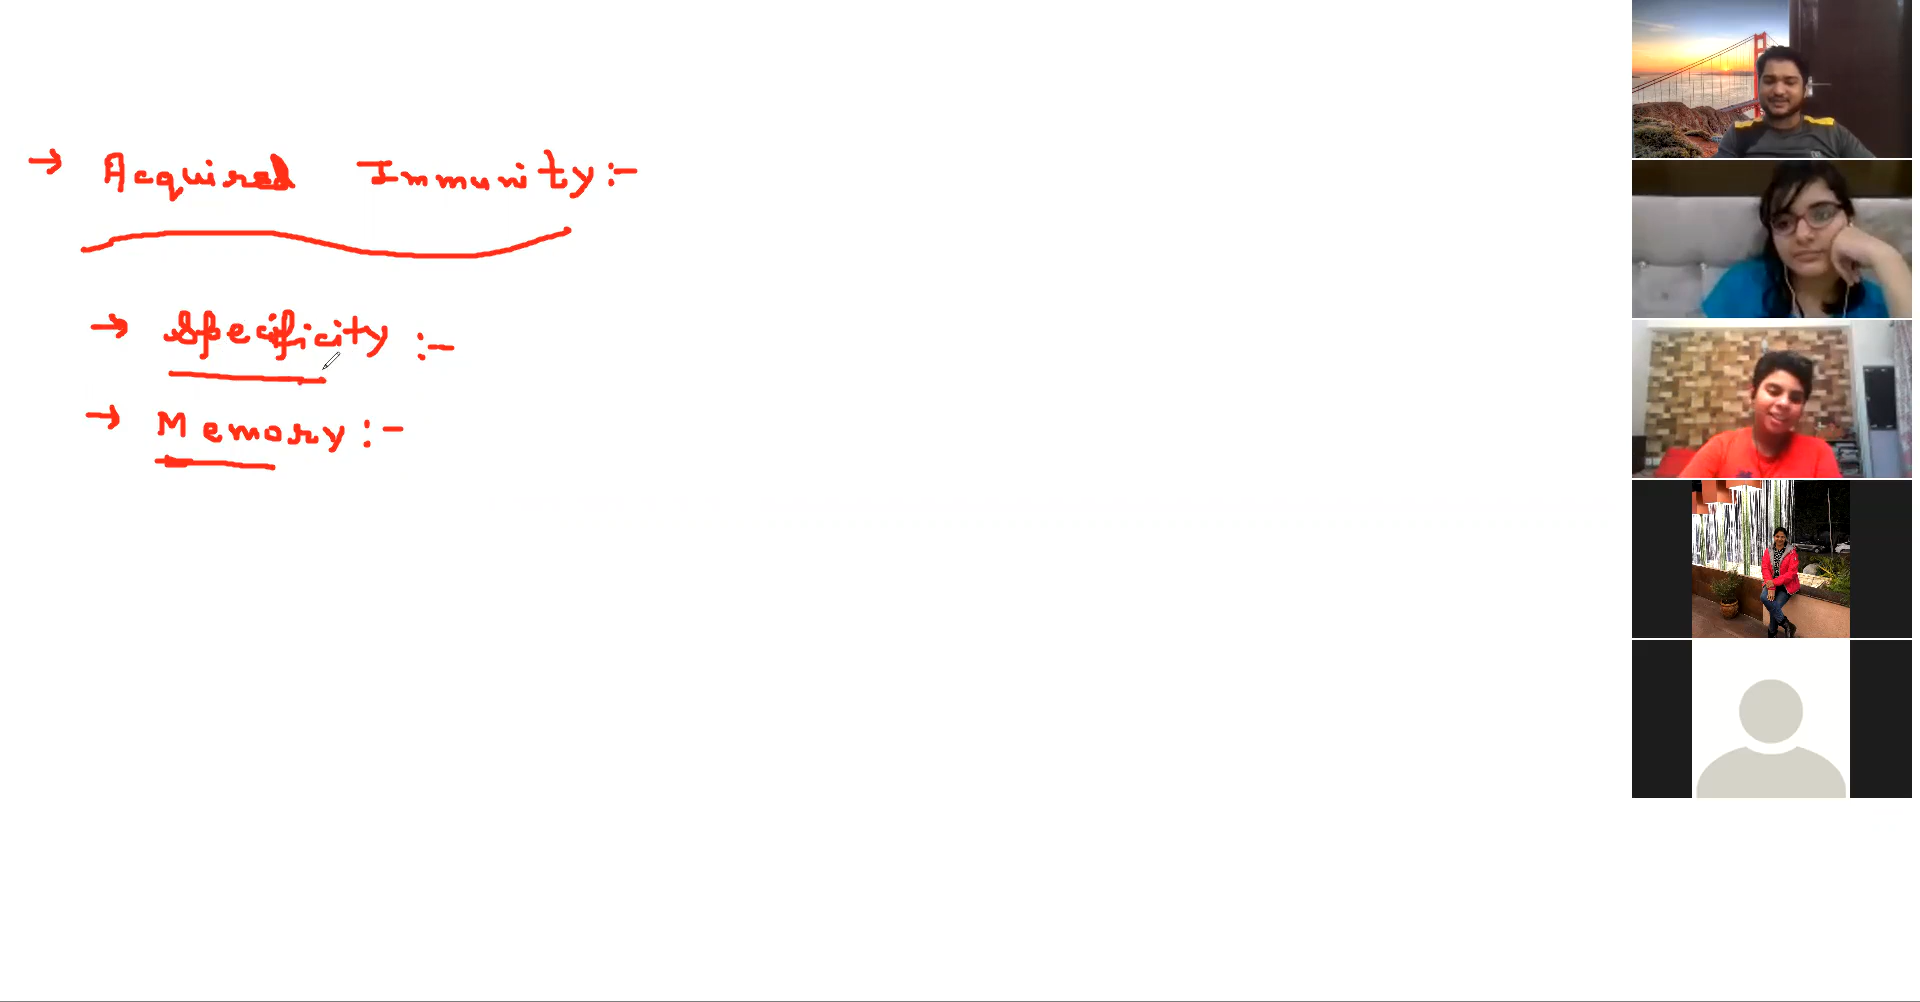 → Acquired Immunity:-
→ Specificity :-
→ Memory:-